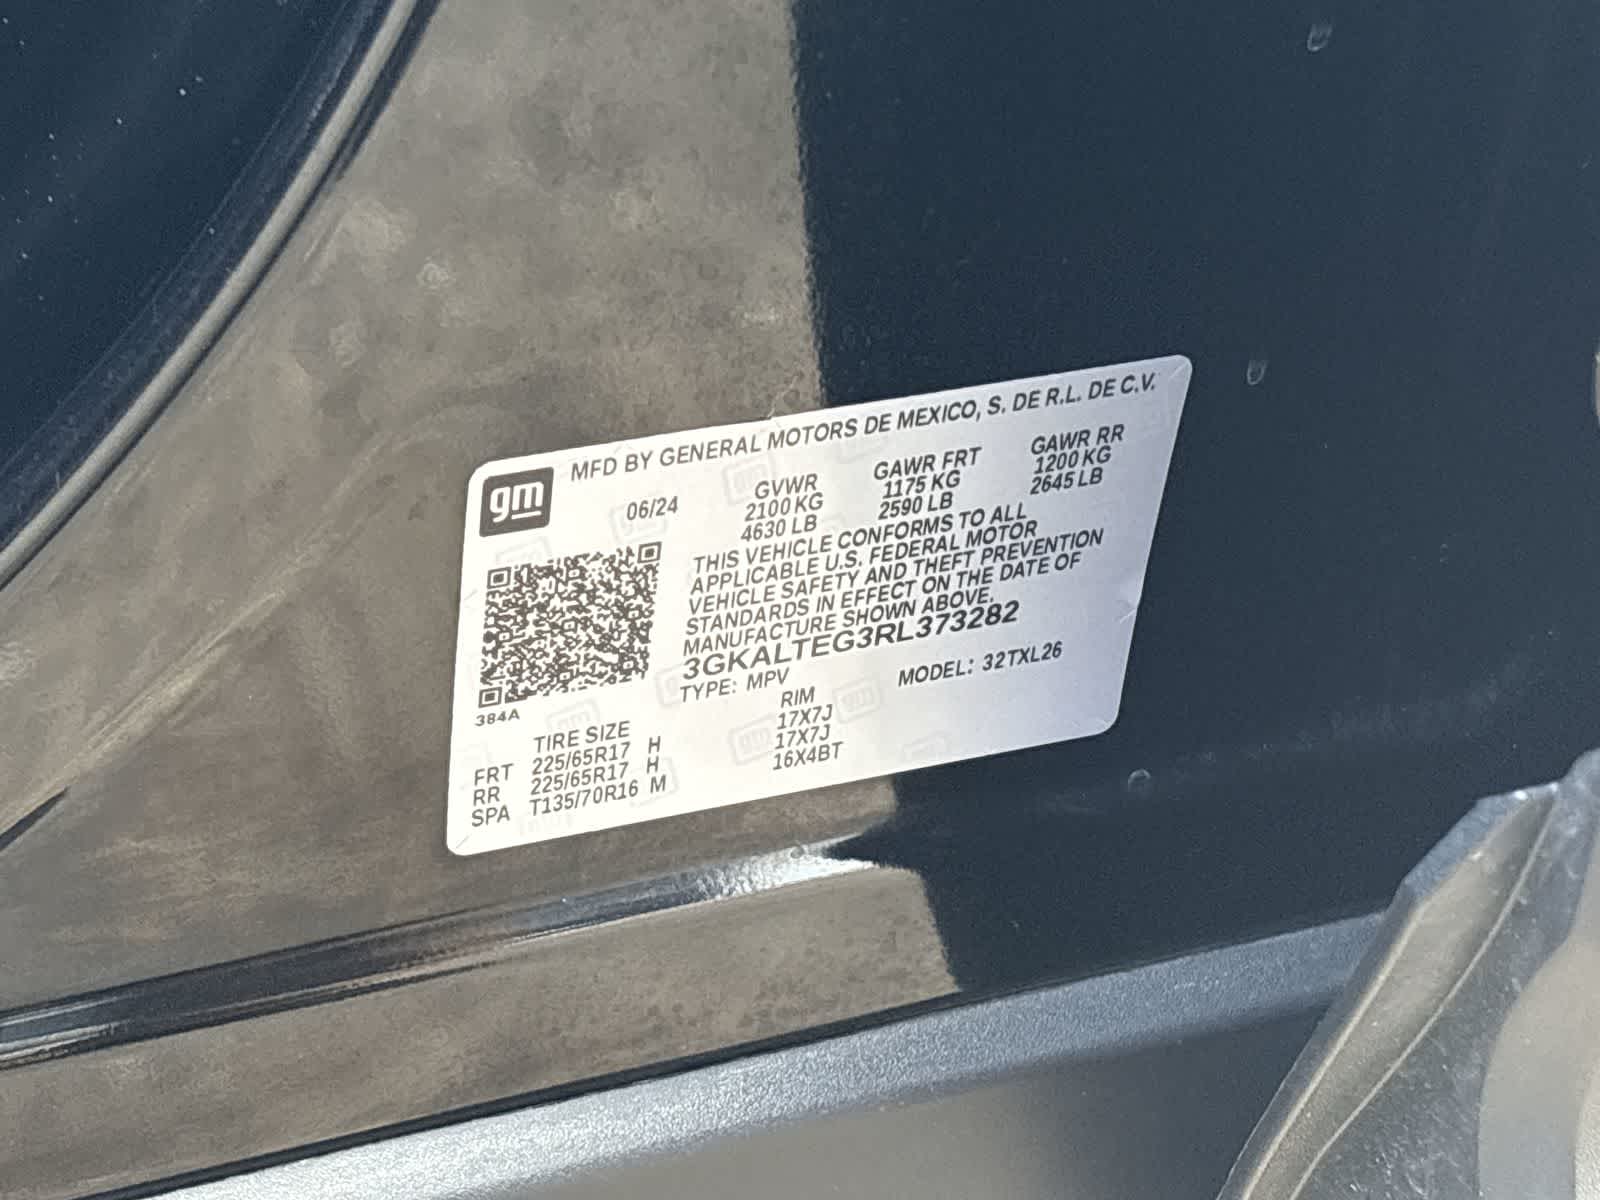 MFD BY GENERAL MOTORS DE MEXICO, S. DE R.L. DE C.V.
gm
06/24
GVWR GAWR FRT GAWR RR
2100 KG 1175 KG 1200 KG
4630 LB 2590 LB 2645 LB
THIS VEHICLE CONFORMS TO ALL
APPLICABLE U.S. FEDERAL MOTOR
VEHICLE SAFETY AND THEFT PREVENTION
STANDARDS IN EFFECT ON THE DATE OF
MANUFACTURE SHOWN ABOVE.
3GKALTEG3RL373282
TYPE: MPV MODEL: 32TXL26
384A
TIRE SIZE RIM
FRT 225/65R17 H 17X7J
RR 225/65R17 H 17X7J
SPA T135/70R16 M 16X4BT